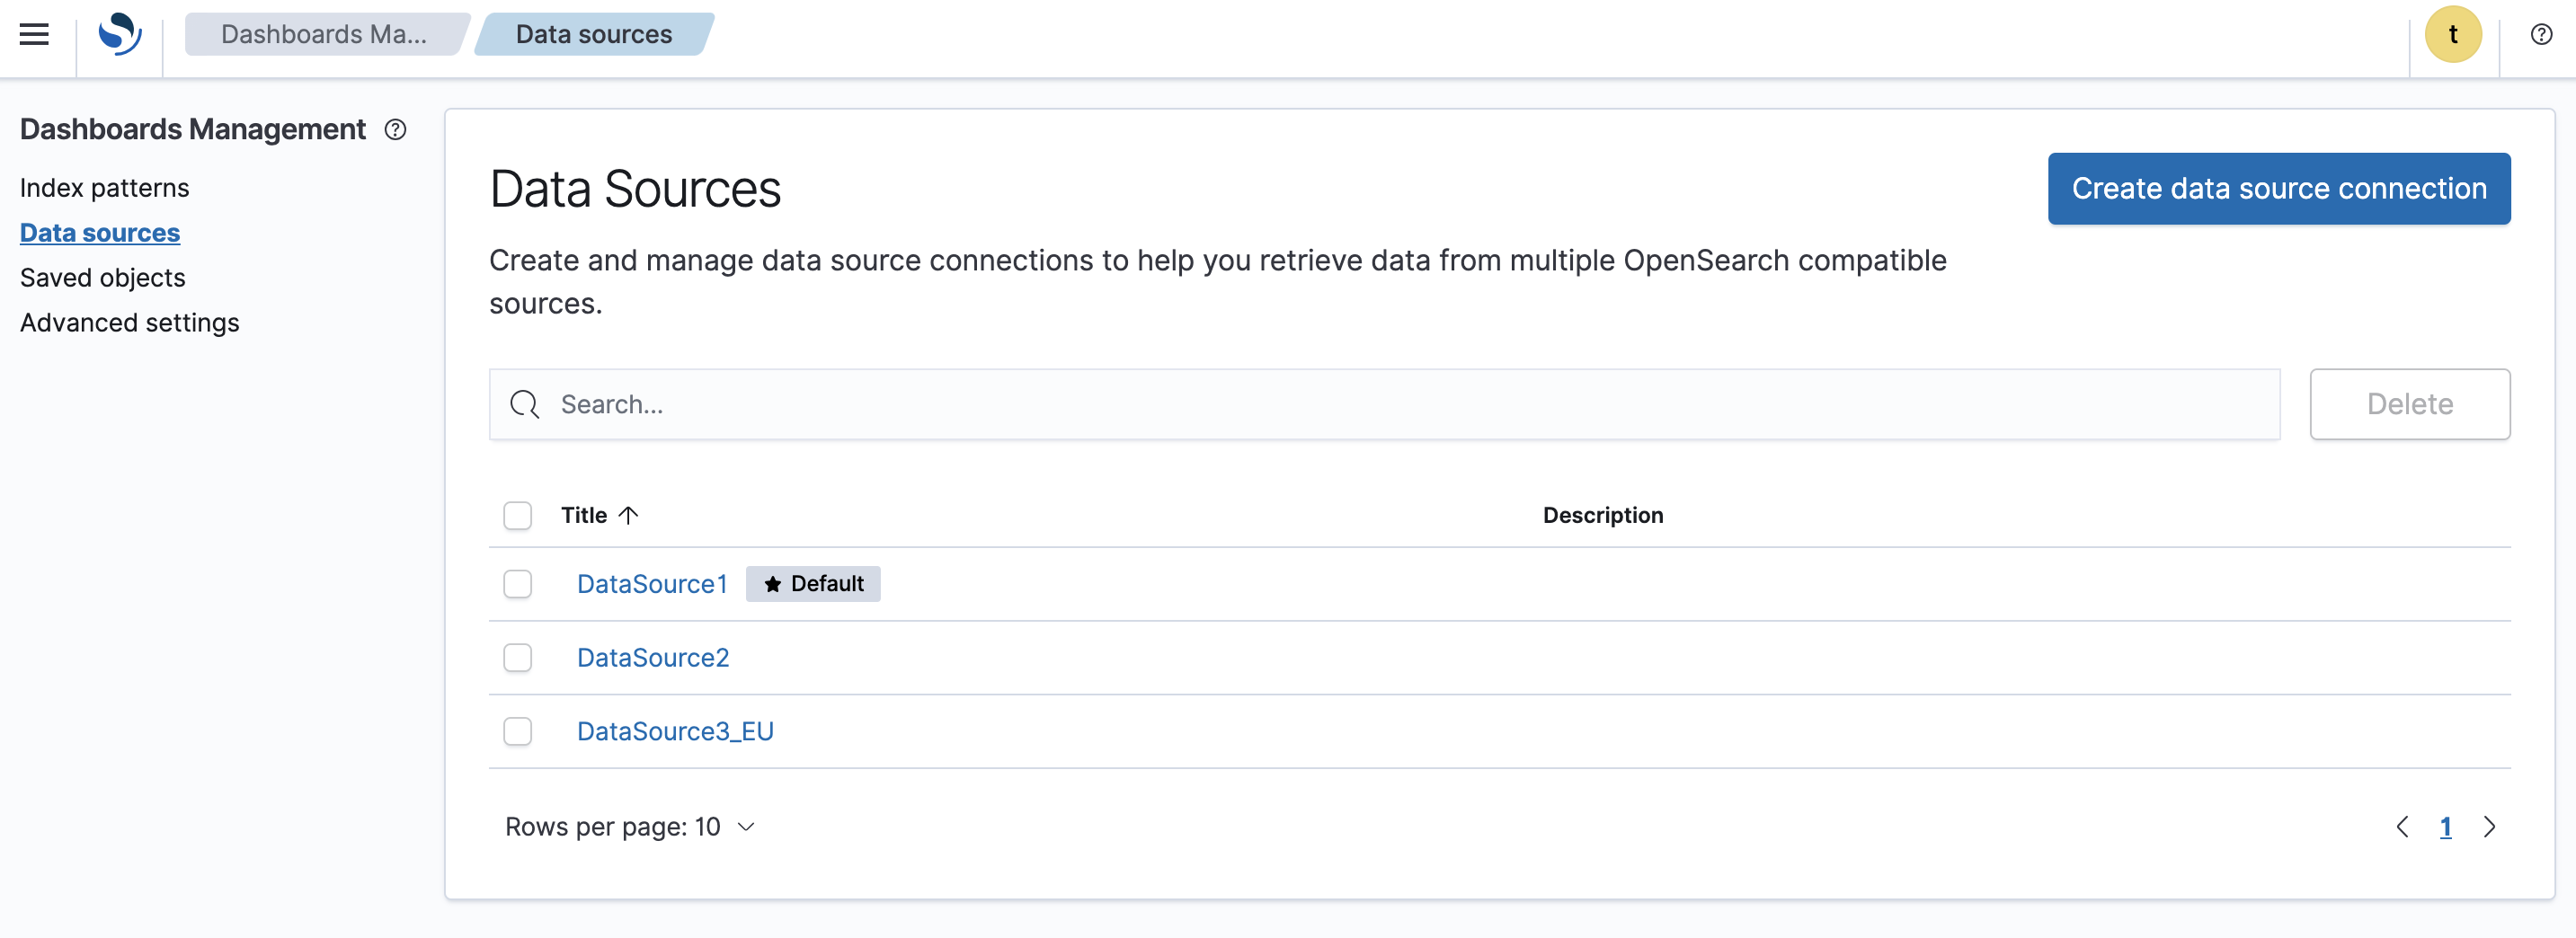 Dashboards Ma...
Data sources
t
Dashboards Management
Index patterns
Data sources
Saved objects
Advanced settings
Data Sources
Create data source connection
Create and manage data source connections to help you retrieve data from multiple OpenSearch compatible
sources.
Search...
Delete
Title
Description
DataSource1
Default
DataSource2
DataSource3_EU
Rows per page: 10
1